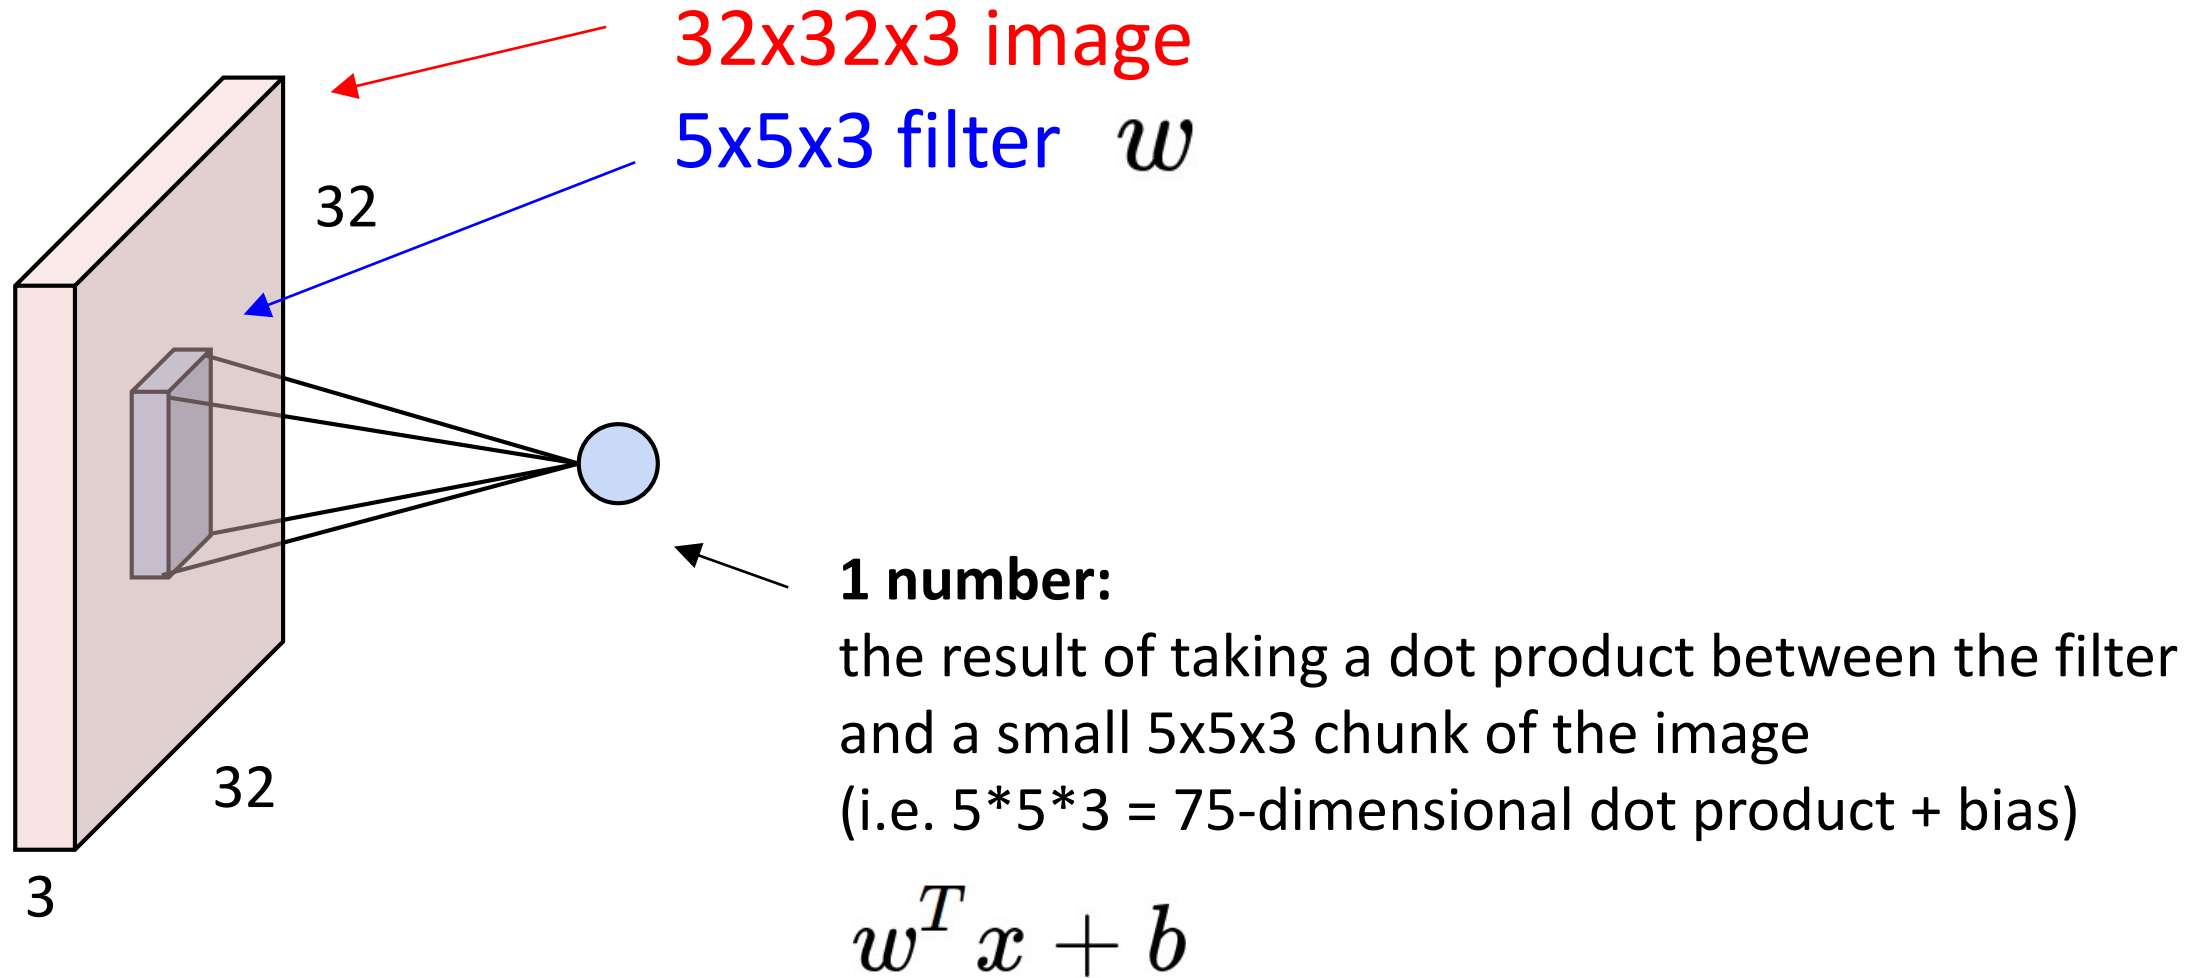 32x32x3 image
5x5x3 filter w
32
32
3
1 number:
the result of taking a dot product between the filter
and a small 5x5x3 chunk of the image
(i.e. 5*5*3 = 75-dimensional dot product + bias)
w^T x + b